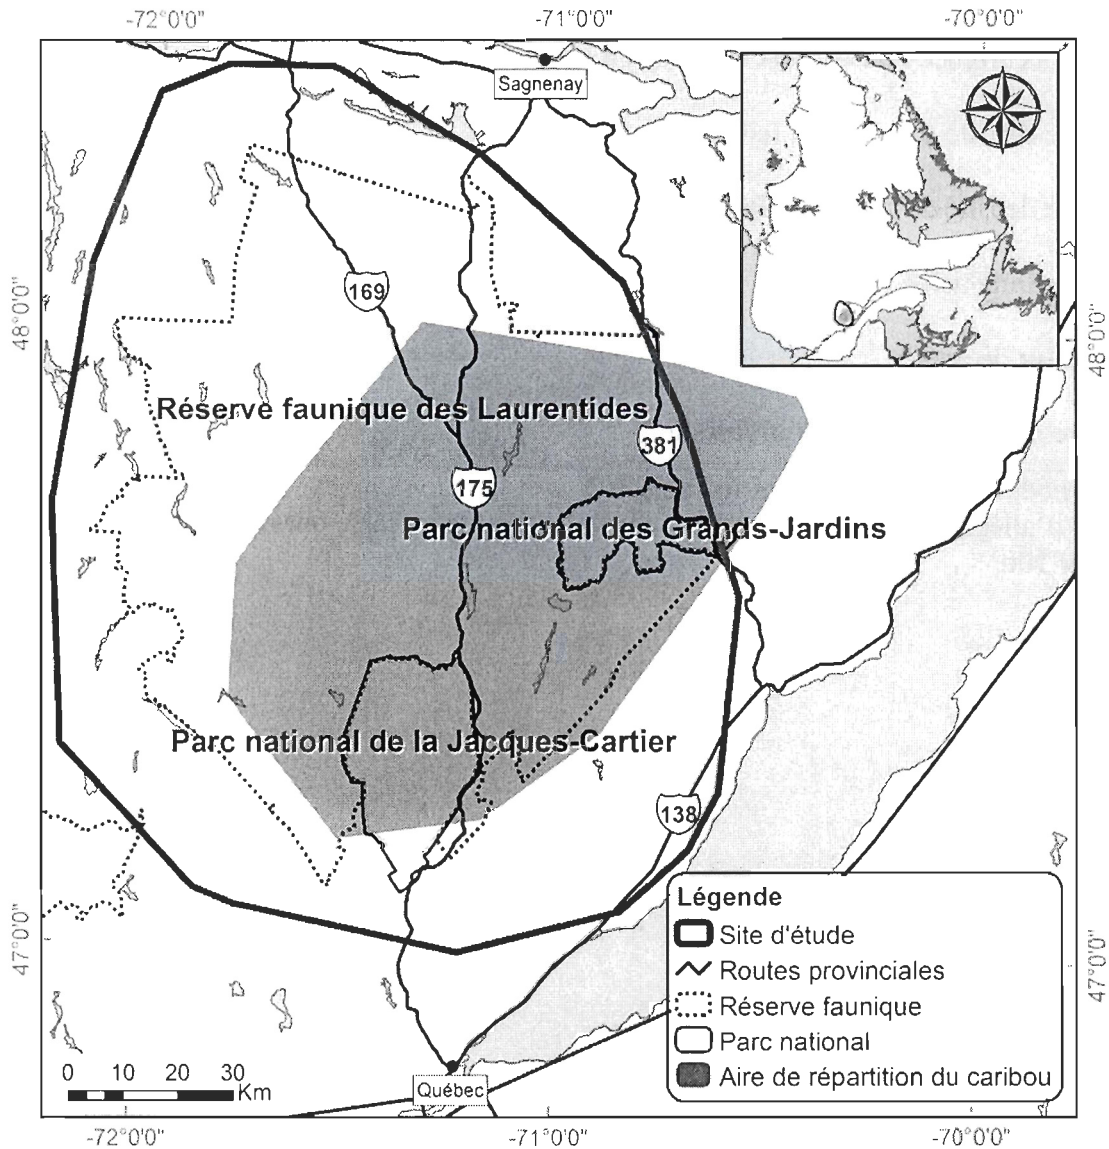 -72°0'0"
-71°0'0"
-70°0'0"
Sagnenay
48°0'0"
48°0'0"
169
Réserve faunique des Laurentides
381
175
Parc national des Grands-Jardins
Parc national de la Jacques-Cartier
138
47°0'0"
47°0'0"
Légende
Site d'étude
Routes provinciales
Réserve faunique
Parc national
Aire de répartition du caribou
0 10 20 30
Km
Québec
-72°0'0"
-71°0'0"
-70°0'0"